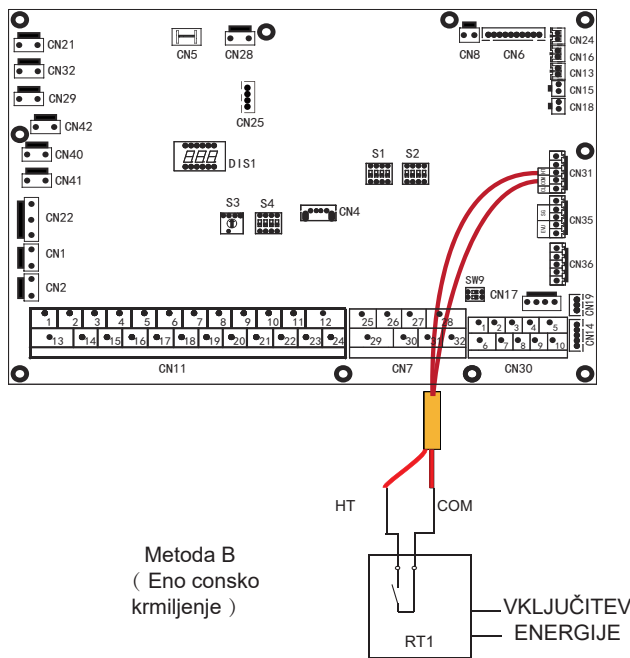 CN21
CN32
CN29
CN42
CN40
CN41
CN22
CN1
CN2
CN5
CN28
CN25
DIS1
S1
S2
S3
S4
CN4
CN8
CN6
CN24
CN16
CN13
CN15
CN18
CN31
CN35
SG
EVU
CN36
SW9
CN17
CN19
CN14
1 2 3 4 5 6 7 8 9 10 11 12
13 14 15 16 17 18 19 20 21 22 23 24
CN11
25 26 27 28
29 30 31 32
CN7
1 2 3 4 5
6 7 8 9 10
CN30
HT
COM
Metoda B
( Eno consko
krmiljenje )
RT1
VKLJUČITEV
ENERGIJE